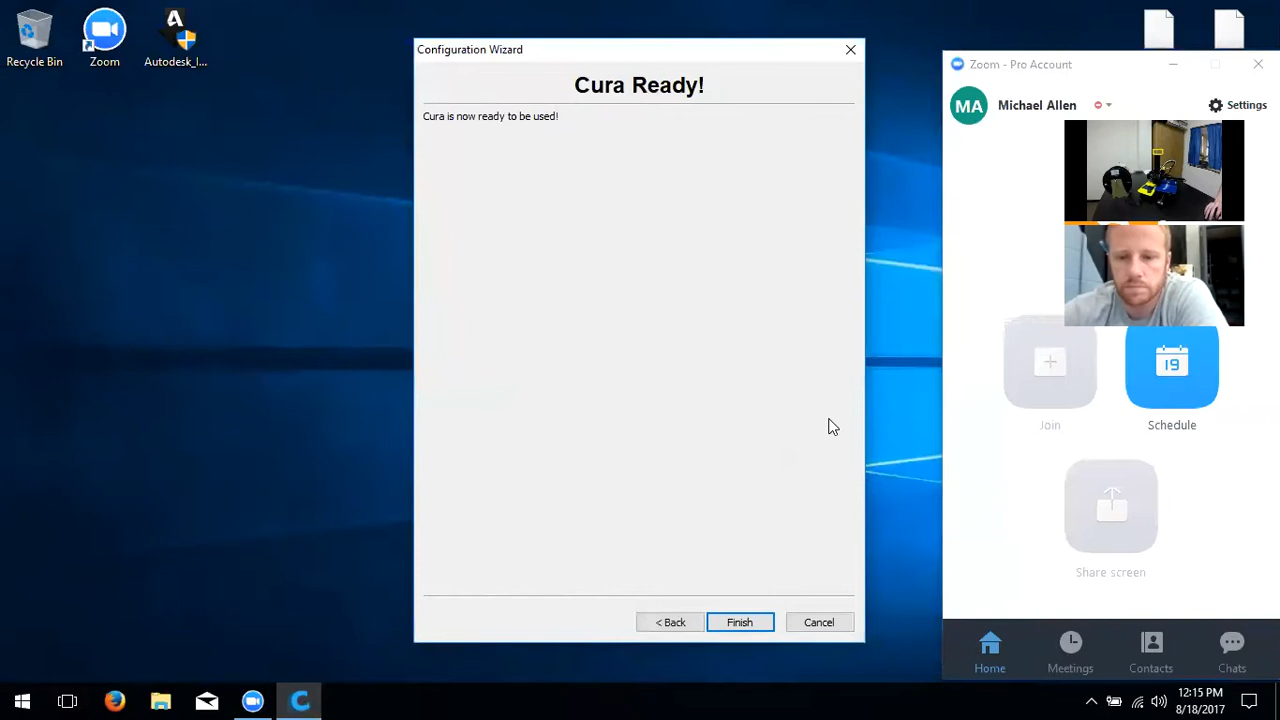 Recycle Bin
Zoom
Autodesk_I...
Configuration Wizard
Cura Ready!
Cura is now ready to be used!
< Back
Finish
Cancel
Zoom - Pro Account
MA
Michael Allen
Settings
19
Join
Schedule
Share screen
Home
Meetings
Contacts
Chats
12:15 PM
8/18/2017